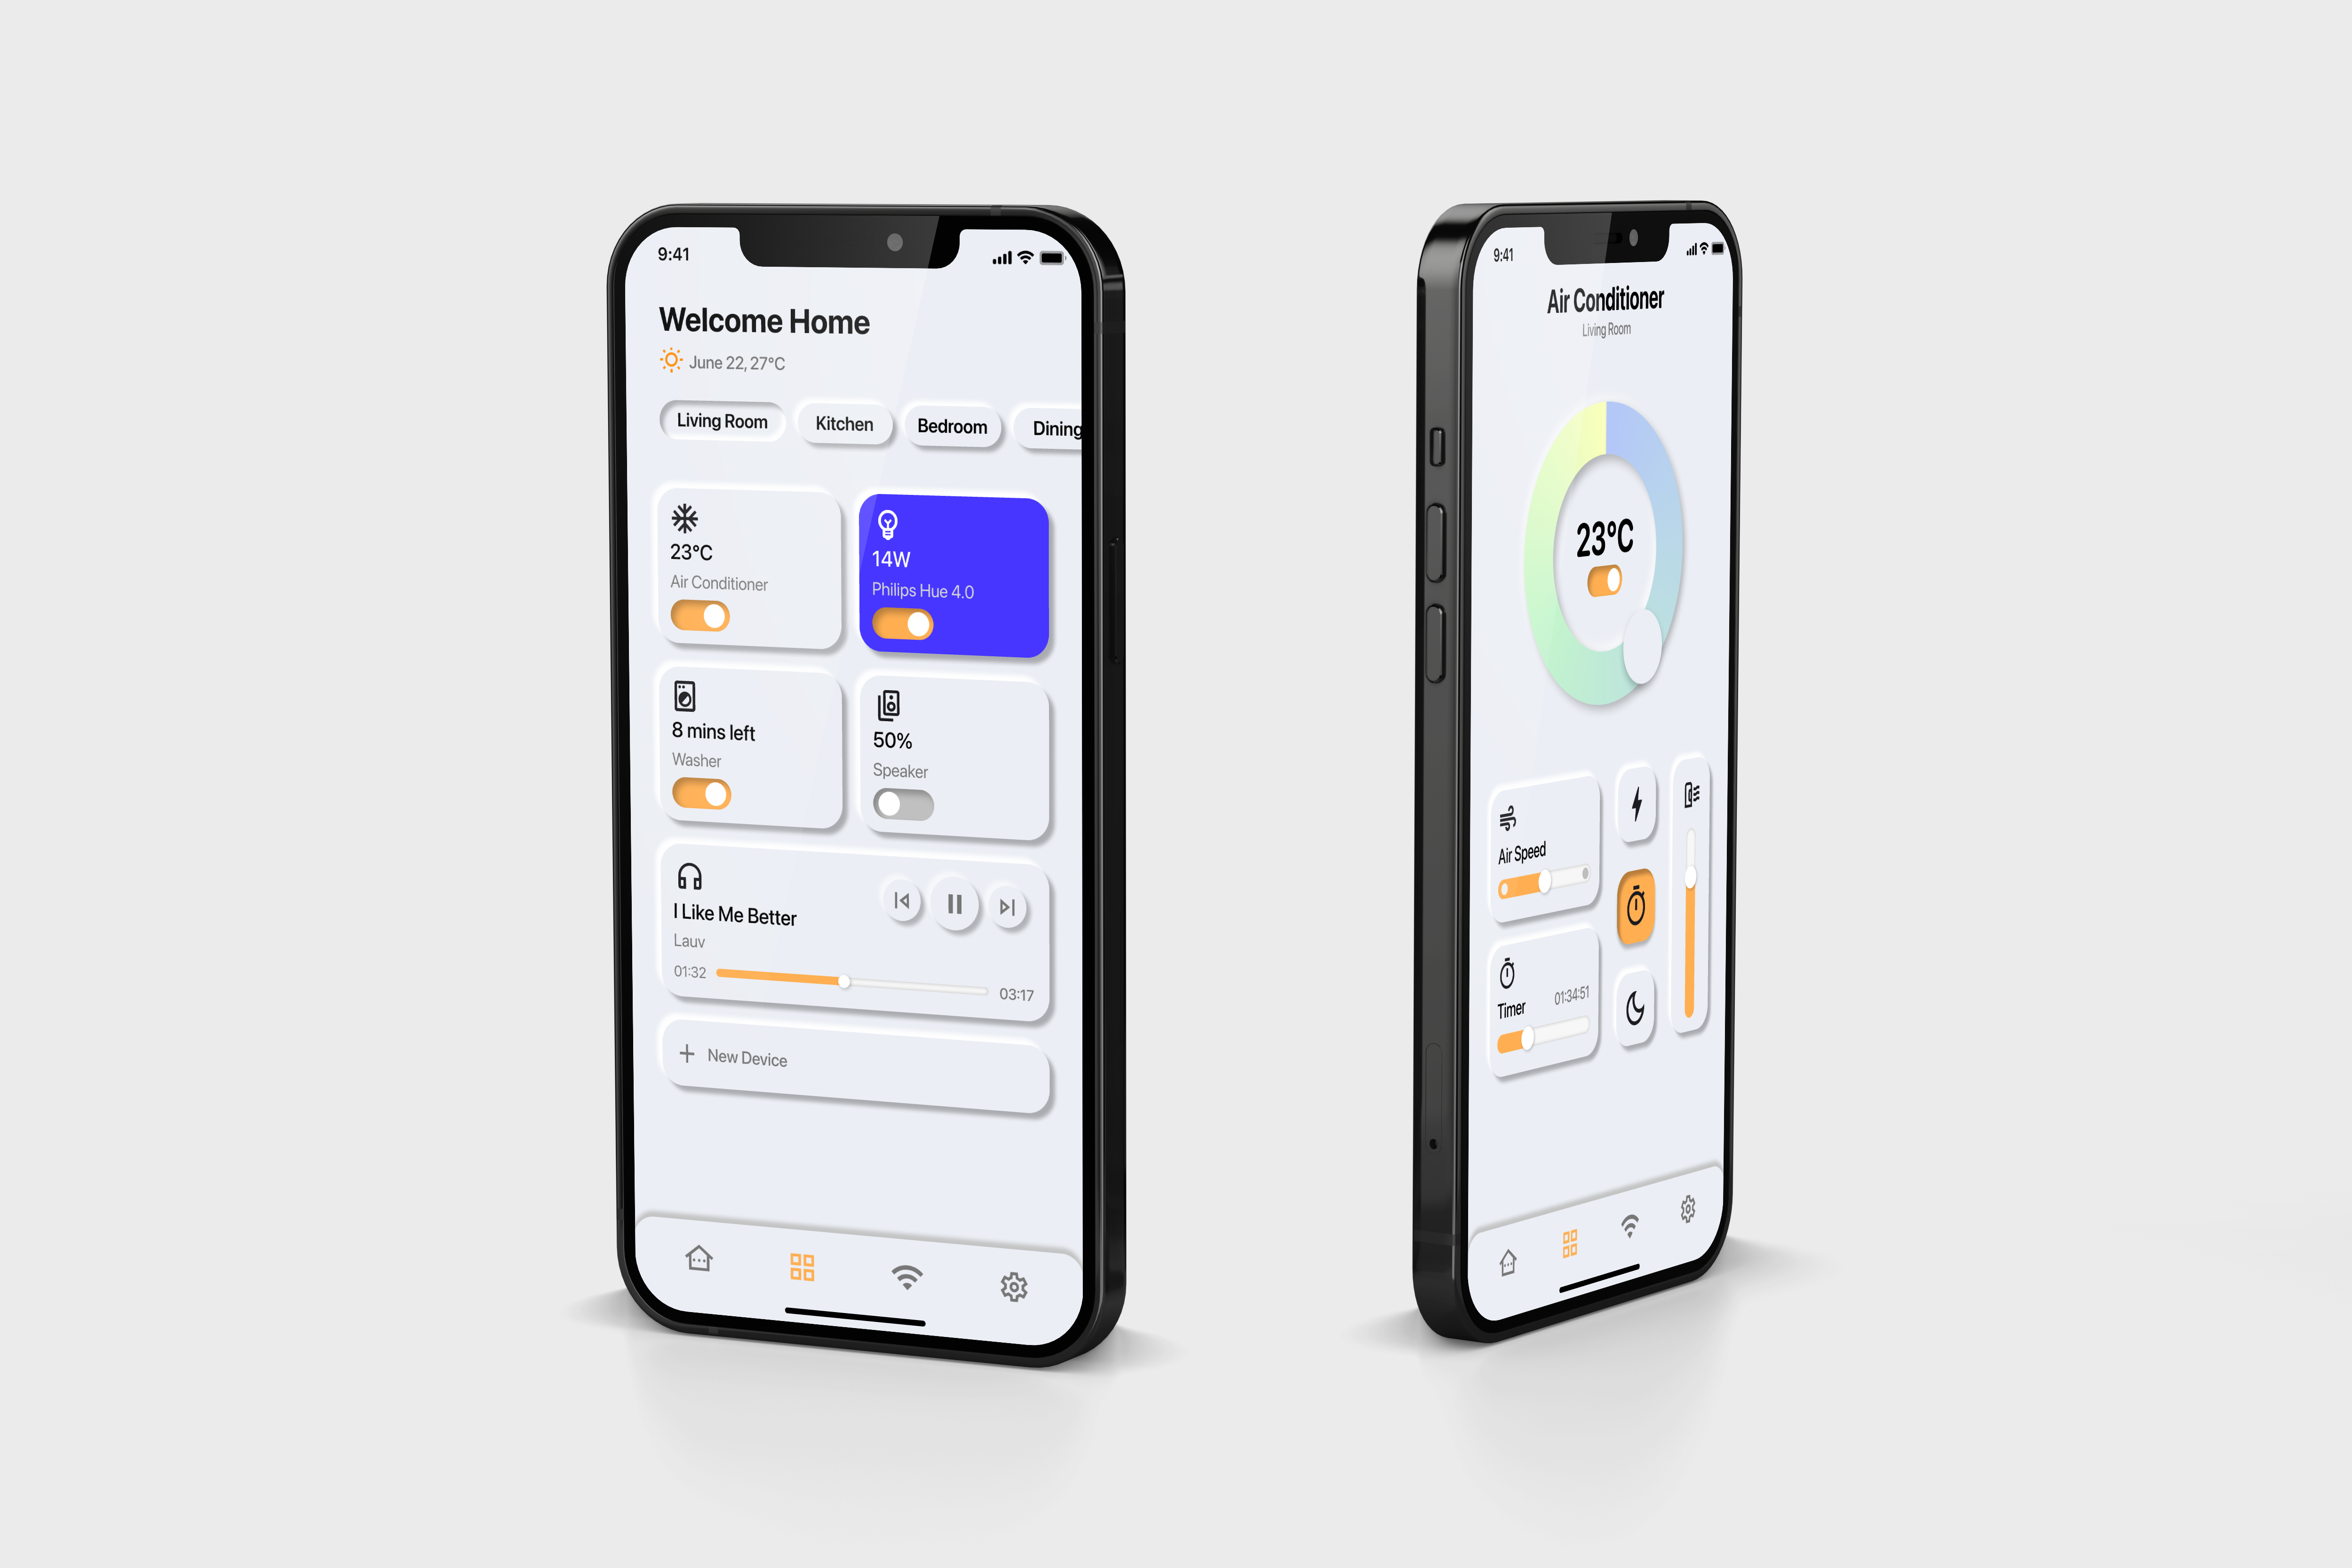 9:41
Welcome Home
June 22, 27°C
Living Room
Kitchen
Bedroom
Dining
23°C
Air Conditioner
14W
Philips Hue 4.0
8 mins left
Washer
50%
Speaker
I Like Me Better
Lauv
01:32
03:17
New Device
9:41
Air Conditioner
Living Room
23°C
Air Speed
Timer
01:34:51